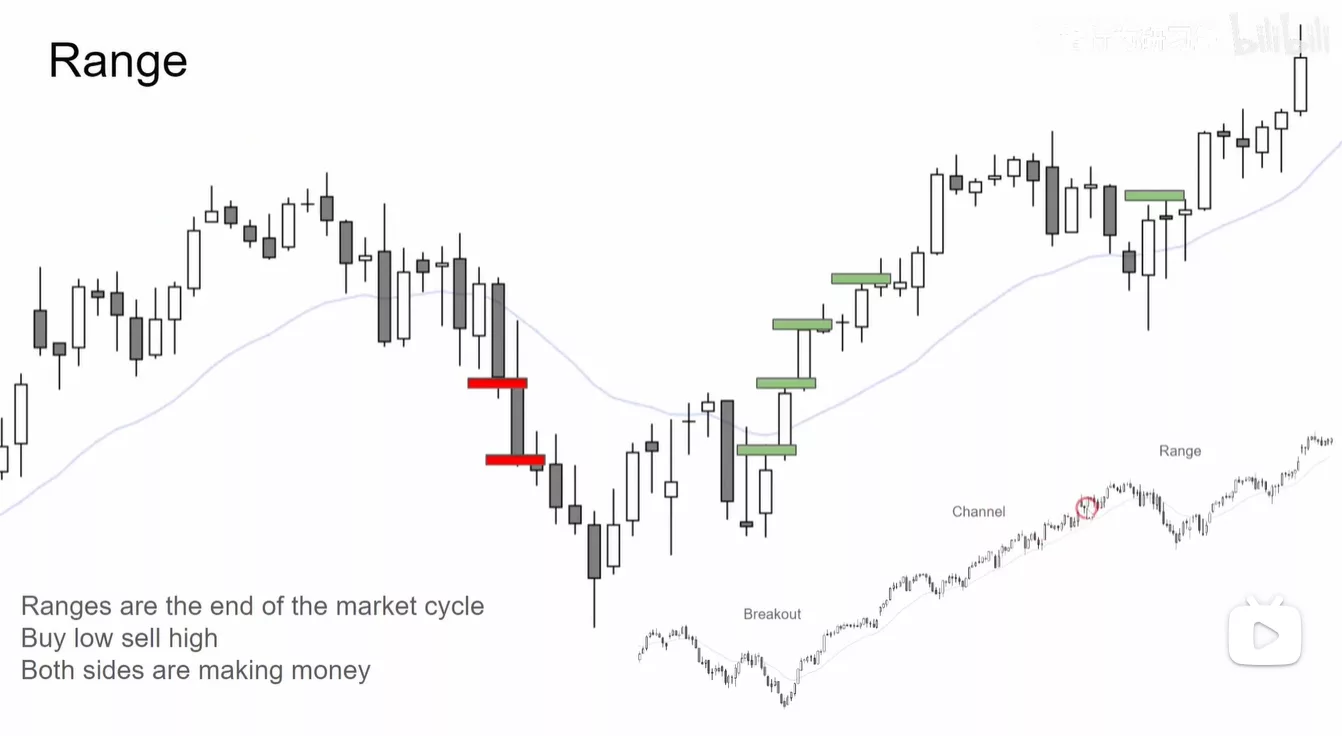 Range
bilibili
Range
Channel
Breakout
Ranges are the end of the market cycle
Buy low sell high
Both sides are making money